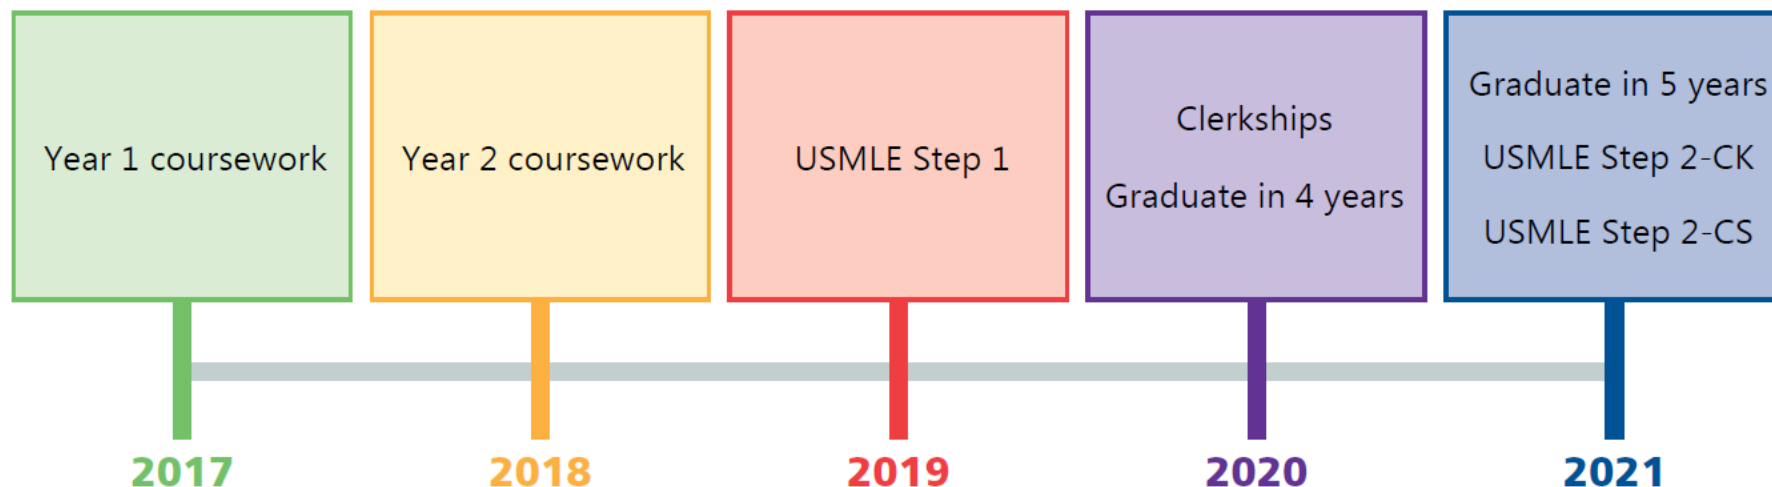 Year 1 coursework
2017
Year 2 coursework
2018
USMLE Step 1
2019
Clerkships
Graduate in 4 years
2020
Graduate in 5 years
USMLE Step 2-CK
USMLE Step 2-CS
2021